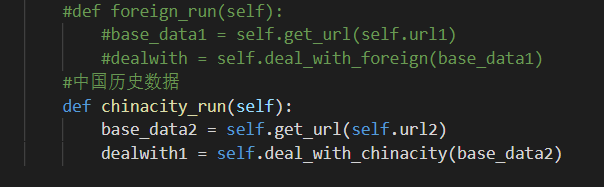 #def foreign_run(self):
    #base_data1 = self.get_url(self.url1)
    #dealwith = self.deal_with_foreign(base_data1)
#中国历史数据
def chinacity_run(self):
    base_data2 = self.get_url(self.url2)
    dealwith1 = self.deal_with_chinacity(base_data2)